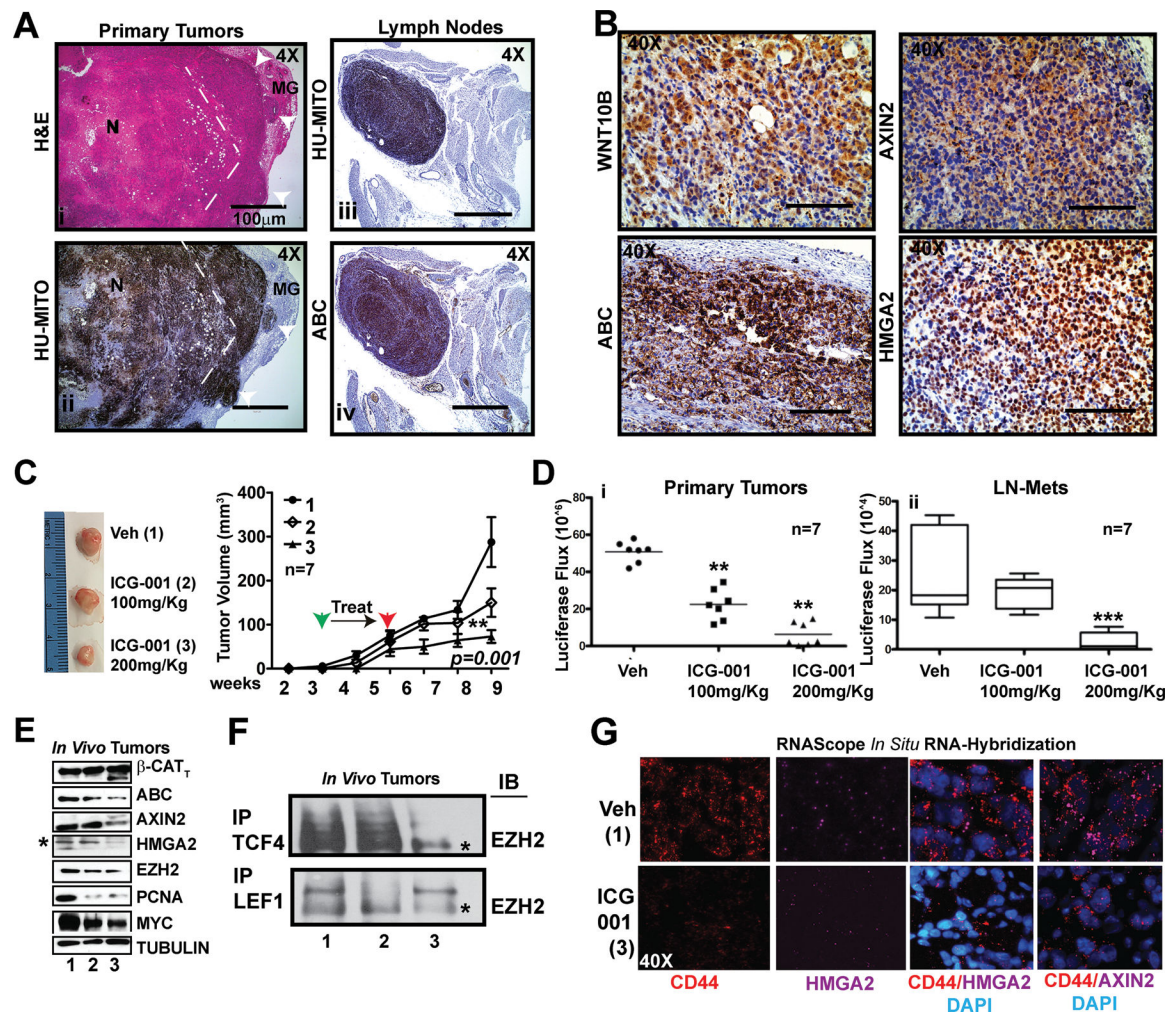 A
Primary Tumors
Lymph Nodes
H&E
4X
MG
N
i
100µm
HU-MITO
4X
iii
HU-MITO
4X
MG
N
ii
ABC
4X
iv
B
WNT10B
40X
AXIN2
40X
ABC
40X
HMGA2
40X
C
Veh (1)
ICG-001 (2)
100mg/Kg
ICG-001 (3)
200mg/Kg
Tumor Volume (mm³)
400
300
200
100
0
1
2
3
n=7
Treat
**
p=0.001
weeks 2 3 4 5 6 7 8 9
D
i
Primary Tumors
n=7
Luciferase Flux (10^6)
80
60
40
20
0
**
**
Veh
ICG-001
100mg/Kg
ICG-001
200mg/Kg
ii
LN-Mets
n=7
Luciferase Flux (10^4)
50
40
30
20
10
0
***
Veh
ICG-001
100mg/Kg
ICG-001
200mg/Kg
E
In Vivo Tumors
β-CAT_T
ABC
AXIN2
* HMGA2
EZH2
PCNA
MYC
TUBULIN
1 2 3
F
In Vivo Tumors
IB
IP
TCF4
* EZH2
IP
LEF1
* EZH2
1 2 3
G
RNAScope In Situ RNA-Hybridization
Veh
(1)
ICG
001
(3)
40X
CD44
HMGA2
CD44/HMGA2
DAPI
CD44/AXIN2
DAPI